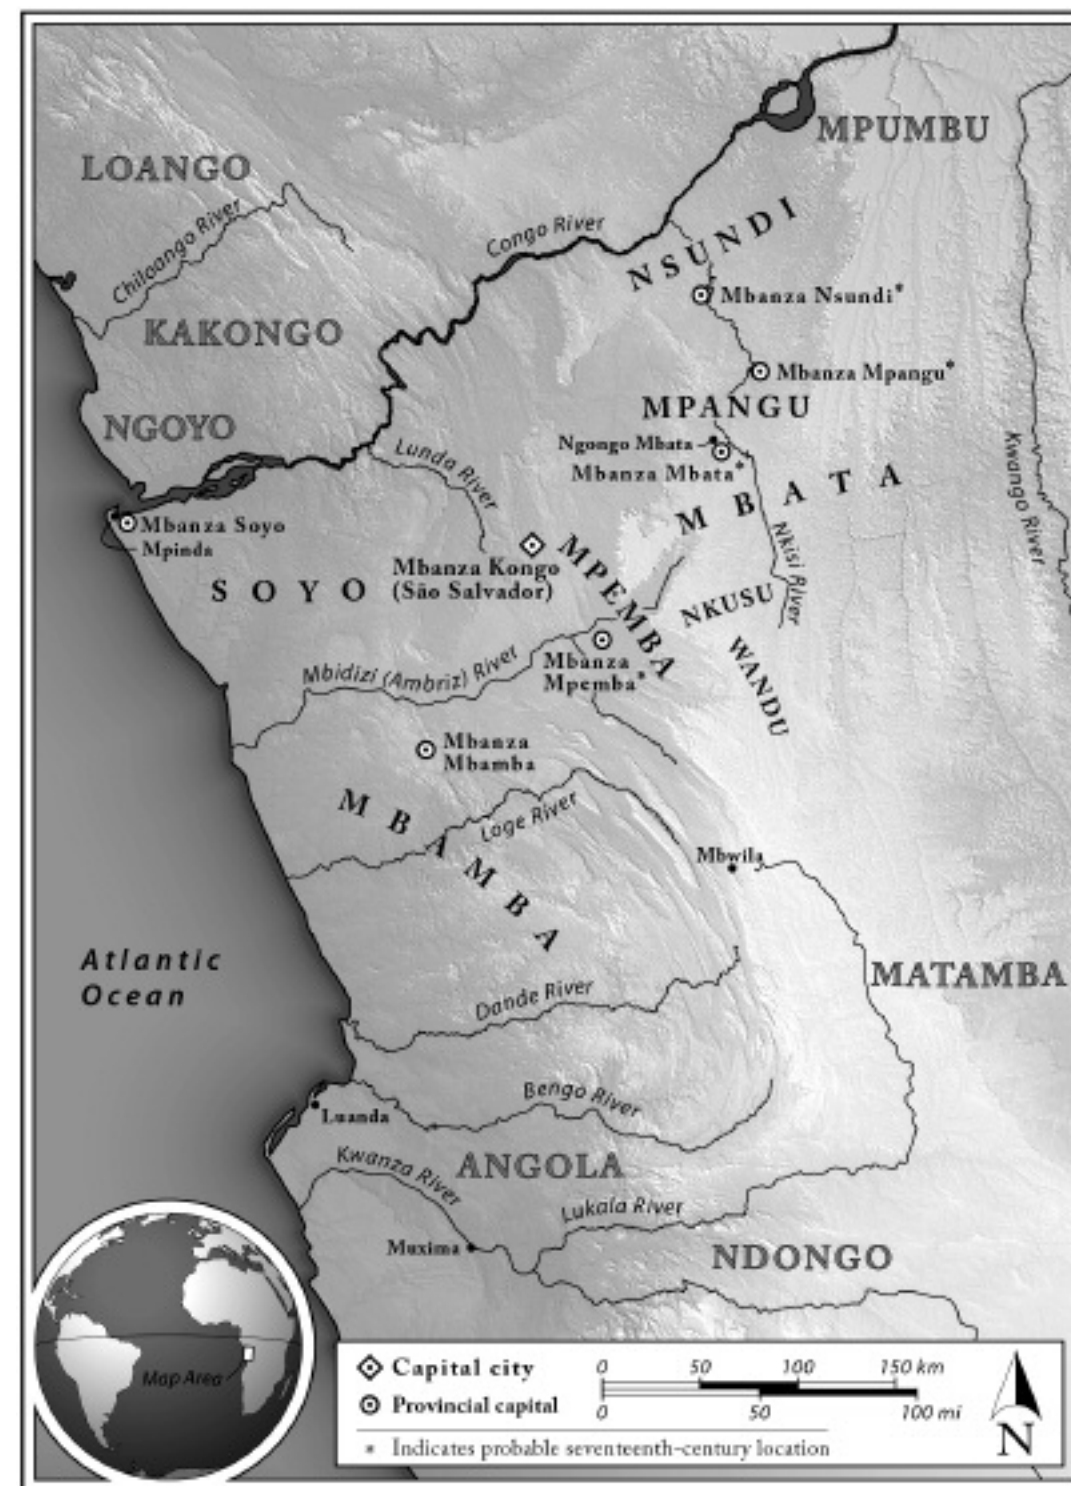 MPUMBU
LOANGO
Chiloango River
Congo River
NSUNDI
Mbanza Nsundi*
KAKONGO
Mbanza Mpangu*
MPANGU
NGOYO
Ngongo Mbata
Mbanza Mbata*
Lunda River
MBATA
Kwango River
Mbanza Soyo
Mpinda
Nkisi River
SOYO
Mbanza Kongo
(São Salvador)
MPEMBA
NKUSU
WANDU
Mbidizi (Ambriz) River
Mbanza
Mpemba*
Mbanza
Mbamba
MBAMBA
Loge River
Mbwila
Atlantic
Ocean
MATAMBA
Dande River
Bengo River
Luanda
Kwanza River
ANGOLA
Lukala River
Muxima
NDONGO
Map Area
Capital city
Provincial capital
0 50 100 150 km
0 50 100 mi
* Indicates probable seventeenth-century location
N